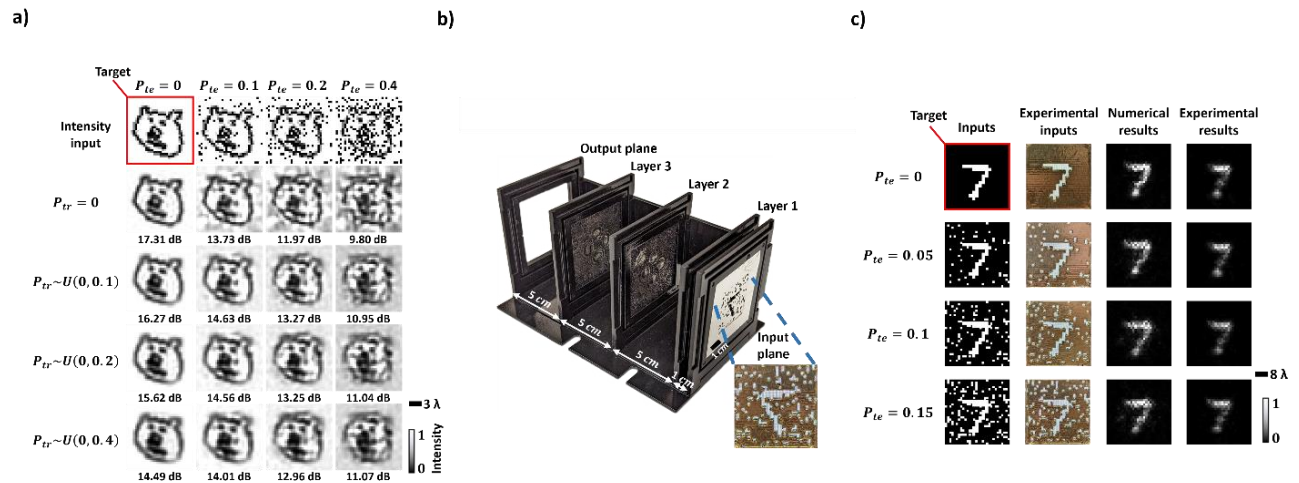 a)
Target
P_te = 0 P_te = 0.1 P_te = 0.2 P_te = 0.4
Intensity
input
P_tr = 0
17.31 dB 13.73 dB 11.97 dB 9.80 dB
P_tr~U(0, 0.1)
16.27 dB 14.63 dB 13.27 dB 10.95 dB
P_tr~U(0, 0.2)
15.62 dB 14.56 dB 13.25 dB 11.04 dB
P_tr~U(0, 0.4)
14.49 dB 14.01 dB 12.96 dB 11.07 dB
3 λ
1
0
Intensity
b)
Output plane
Layer 3
Layer 2
Layer 1
5 cm
5 cm
5 cm
1 cm
1 cm
Input
plane
c)
Target
Inputs
Experimental
inputs
Numerical
results
Experimental
results
P_te = 0
P_te = 0.05
P_te = 0.1
P_te = 0.15
8 λ
1
0